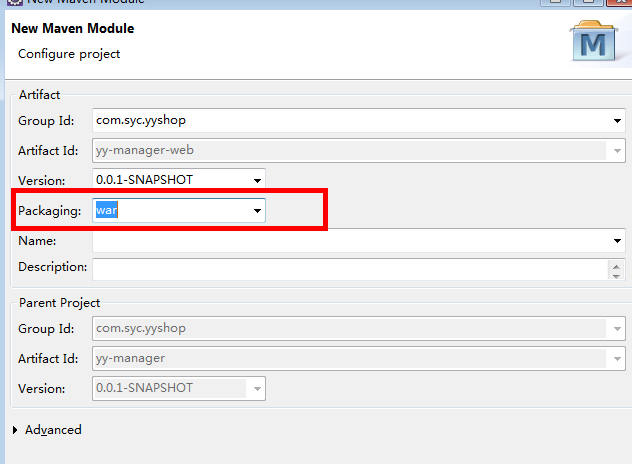 New Maven Module
New Maven Module
Configure project
M
Artifact
Group Id: com.syc.yyshop
Artifact Id: yy-manager-web
Version: 0.0.1-SNAPSHOT
Packaging: war
Name:
Description:
Parent Project
Group Id: com.syc.yyshop
Artifact Id: yy-manager
Version: 0.0.1-SNAPSHOT
Advanced